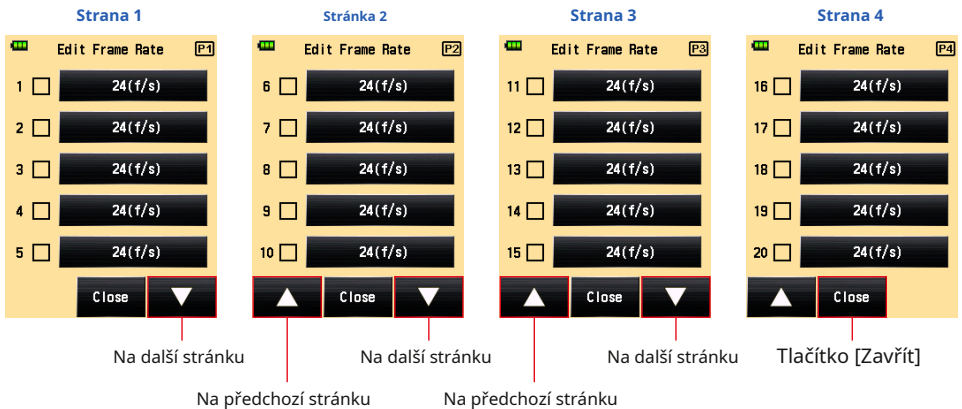 Strana 1
Edit Frame Rate P1
1 24(f/s)
2 24(f/s)
3 24(f/s)
4 24(f/s)
5 24(f/s)
Close
Na další stránku
Stránka 2
Edit Frame Rate P2
6 24(f/s)
7 24(f/s)
8 24(f/s)
9 24(f/s)
10 24(f/s)
Close
Na předchozí stránku
Na další stránku
Strana 3
Edit Frame Rate P3
11 24(f/s)
12 24(f/s)
13 24(f/s)
14 24(f/s)
15 24(f/s)
Close
Na předchozí stránku
Na další stránku
Strana 4
Edit Frame Rate P4
16 24(f/s)
17 24(f/s)
18 24(f/s)
19 24(f/s)
20 24(f/s)
Close
Tlačítko [Zavřít]